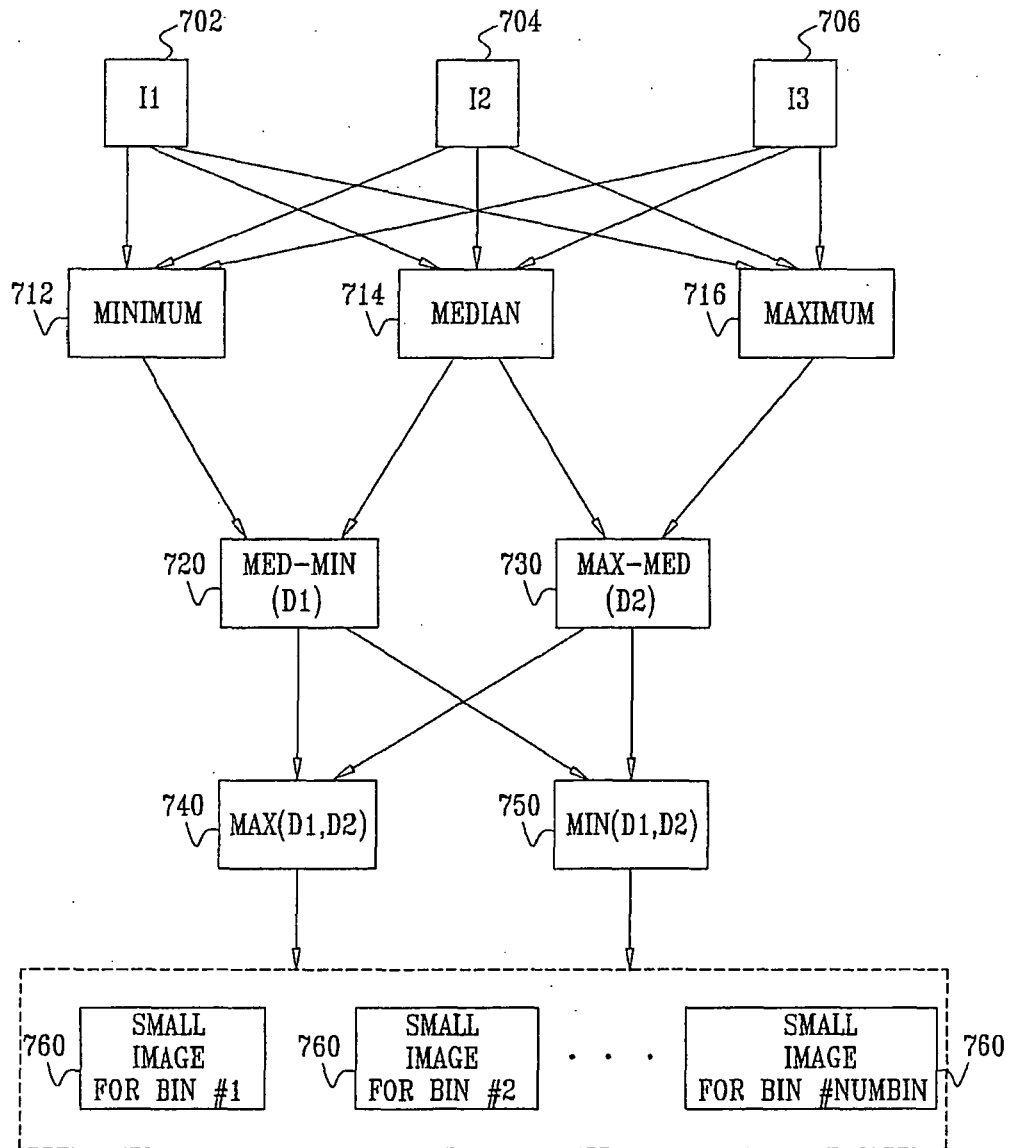 702
704
706
I1
I2
I3
712
MINIMUM
714
MEDIAN
716
MAXIMUM
720
MED-MIN
(D1)
730
MAX-MED
(D2)
740
MAX(D1,D2)
750
MIN(D1,D2)
760
SMALL
IMAGE
FOR BIN #1
760
SMALL
IMAGE
FOR BIN #2
. . . .
SMALL
IMAGE
FOR BIN #NUMBIN
760